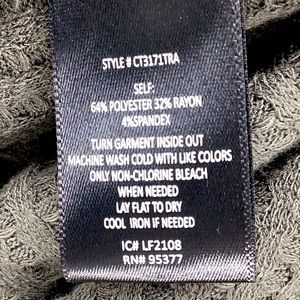 STYLE # CT3171TRA
SELF:
64% POLYESTER 32% RAYON
4%SPANDEX
TURN GARMENT INSIDE OUT
MACHINE WASH COLD WITH LIKE COLORS
ONLY NON-CHLORINE BLEACH
WHEN NEEDED
LAY FLAT TO DRY
COOL IRON IF NEEDED
IC# LF2108
RN# 95377